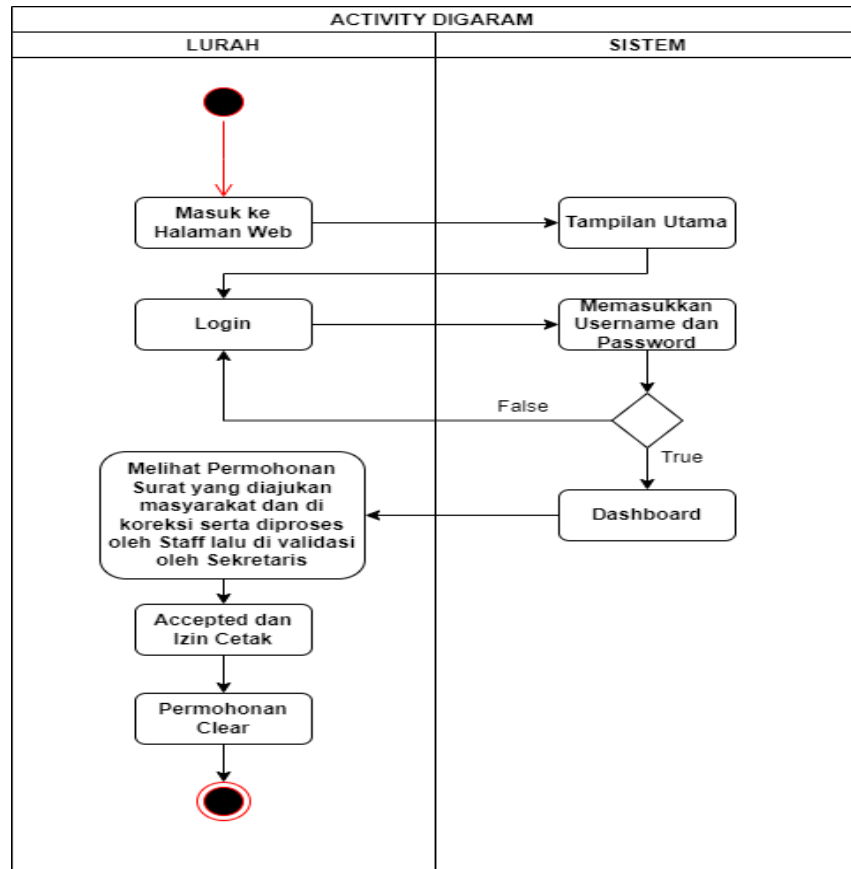 ACTIVITY DIGARAM
LURAH
SISTEM
Masuk ke
Halaman Web
Tampilan Utama
Login
Memasukkan
Username dan
Password
False
True
Melihat Permohonan
Surat yang diajukan
masyarakat dan di
koreksi serta diproses
oleh Staff lalu di validasi
oleh Sekretaris
Dashboard
Accepted dan
Izin Cetak
Permohonan
Clear